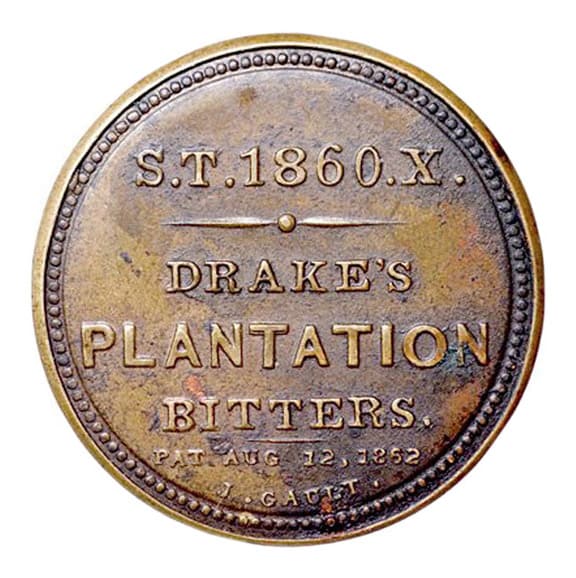 S.T.1860.X.
DRAKE'S
PLANTATION
BITTERS.
PAT. AUG 12, 1862
J. GAULT.